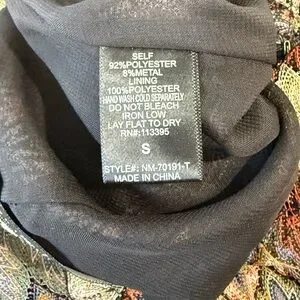 SELF
92%POLYESTER
8%METAL
LINING
100%POLYESTER
HAND WASH COLD SEPARATELY
DO NOT BLEACH
IRON LOW
LAY FLAT TO DRY
RN#:113395
S
STYLE#: NM-70191-T
MADE IN CHINA